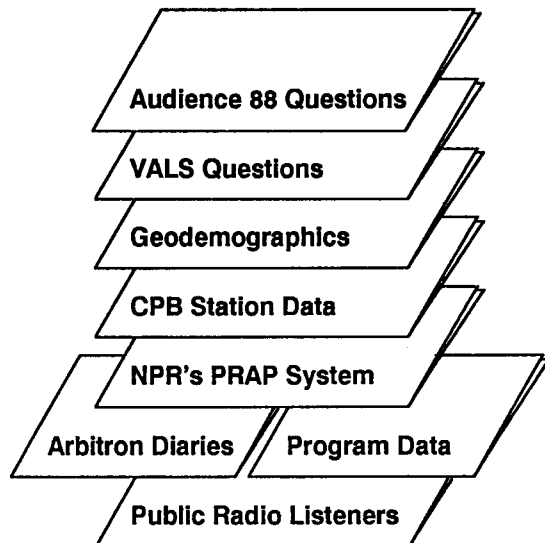 Audience 88 Questions
VALS Questions
Geodemographics
CPB Station Data
NPR's PRAP System
Arbitron Diaries
Program Data
Public Radio Listeners